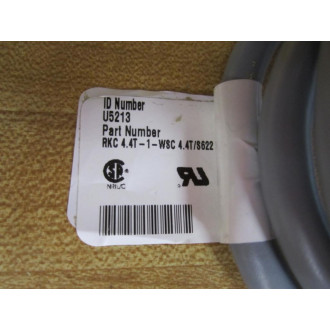 ID Number
U5213
Part Number
RKC 4.4T-1-WSC 4.4T/S622